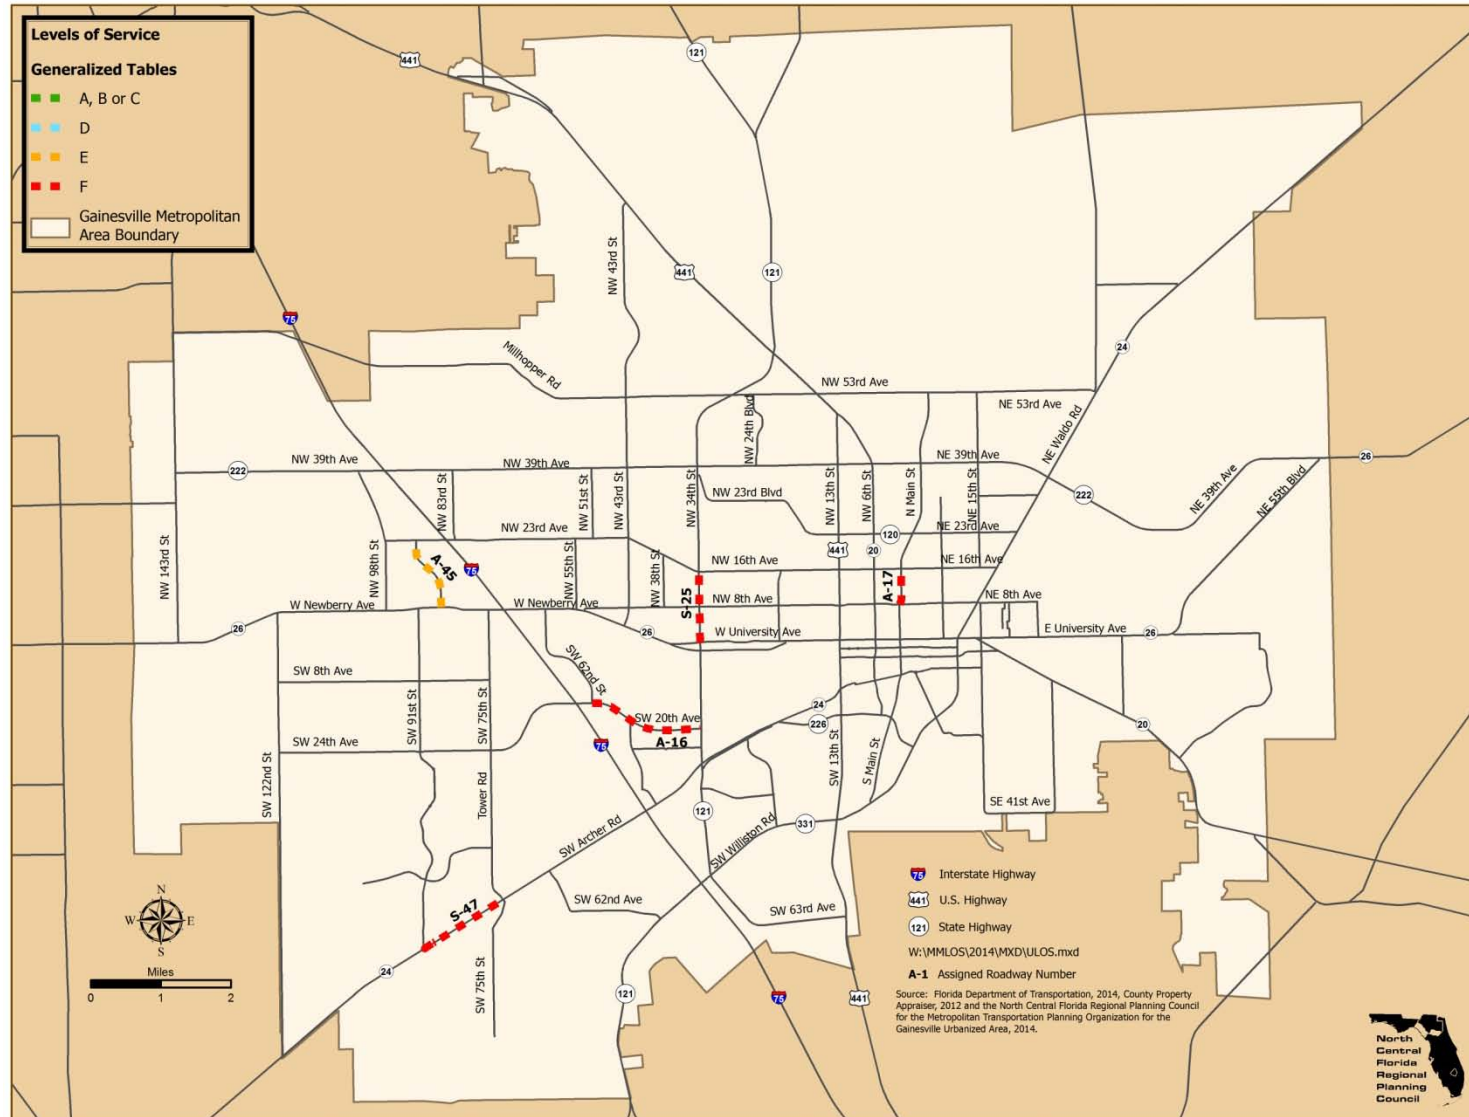 Levels of Service
Generalized Tables
A, B or C
D
E
F
Gainesville Metropolitan
Area Boundary
441
121
441
121
75
NW 43rd St
Millhopper Rd
24
NW 53rd Ave
NE 53rd Ave
NW 24th Blvd
NE Waldo Rd
222
NW 39th Ave
NW 39th Ave
NE 39th Ave
26
NE 39th Ave
NE 55th Blvd
222
NW 83rd St
NW 51st St
NW 43rd St
NW 34th St
NW 23rd Blvd
NW 13th St
NW 6th St
N Main St
NE 15th St
NW 23rd Ave
120
NE 23rd Ave
441
20
NW 143rd St
NW 98th St
A-45
75
NW 55th St
NW 38th St
NW 16th Ave
NE 16th Ave
S-25
A-17
W Newberry Ave
W Newberry Ave
NW 8th Ave
NE 8th Ave
26
26
W University Ave
E University Ave
26
SW 8th Ave
SW 62nd St
SW 91st St
SW 75th St
SW 20th Ave
A-16
24
226
20
SW 24th Ave
75
SW 122nd St
Tower Rd
SW 13th St
S Main St
121
SE 41st Ave
331
SW Archer Rd
SW Williston Rd
S-47
SW 62nd Ave
SW 63rd Ave
24
SW 75th St
121
75
441
N
W E
S
Miles
0 1 2
75 Interstate Highway
441 U.S. Highway
121 State Highway
W:\MMLOS\2014\MXD\ULOS.mxd
A-1 Assigned Roadway Number
Source: Florida Department of Transportation, 2014, County Property
Appraiser, 2012 and the North Central Florida Regional Planning Council
for the Metropolitan Transportation Planning Organization for the
Gainesville Urbanized Area, 2014.
North
Central
Florida
Regional
Planning
Council